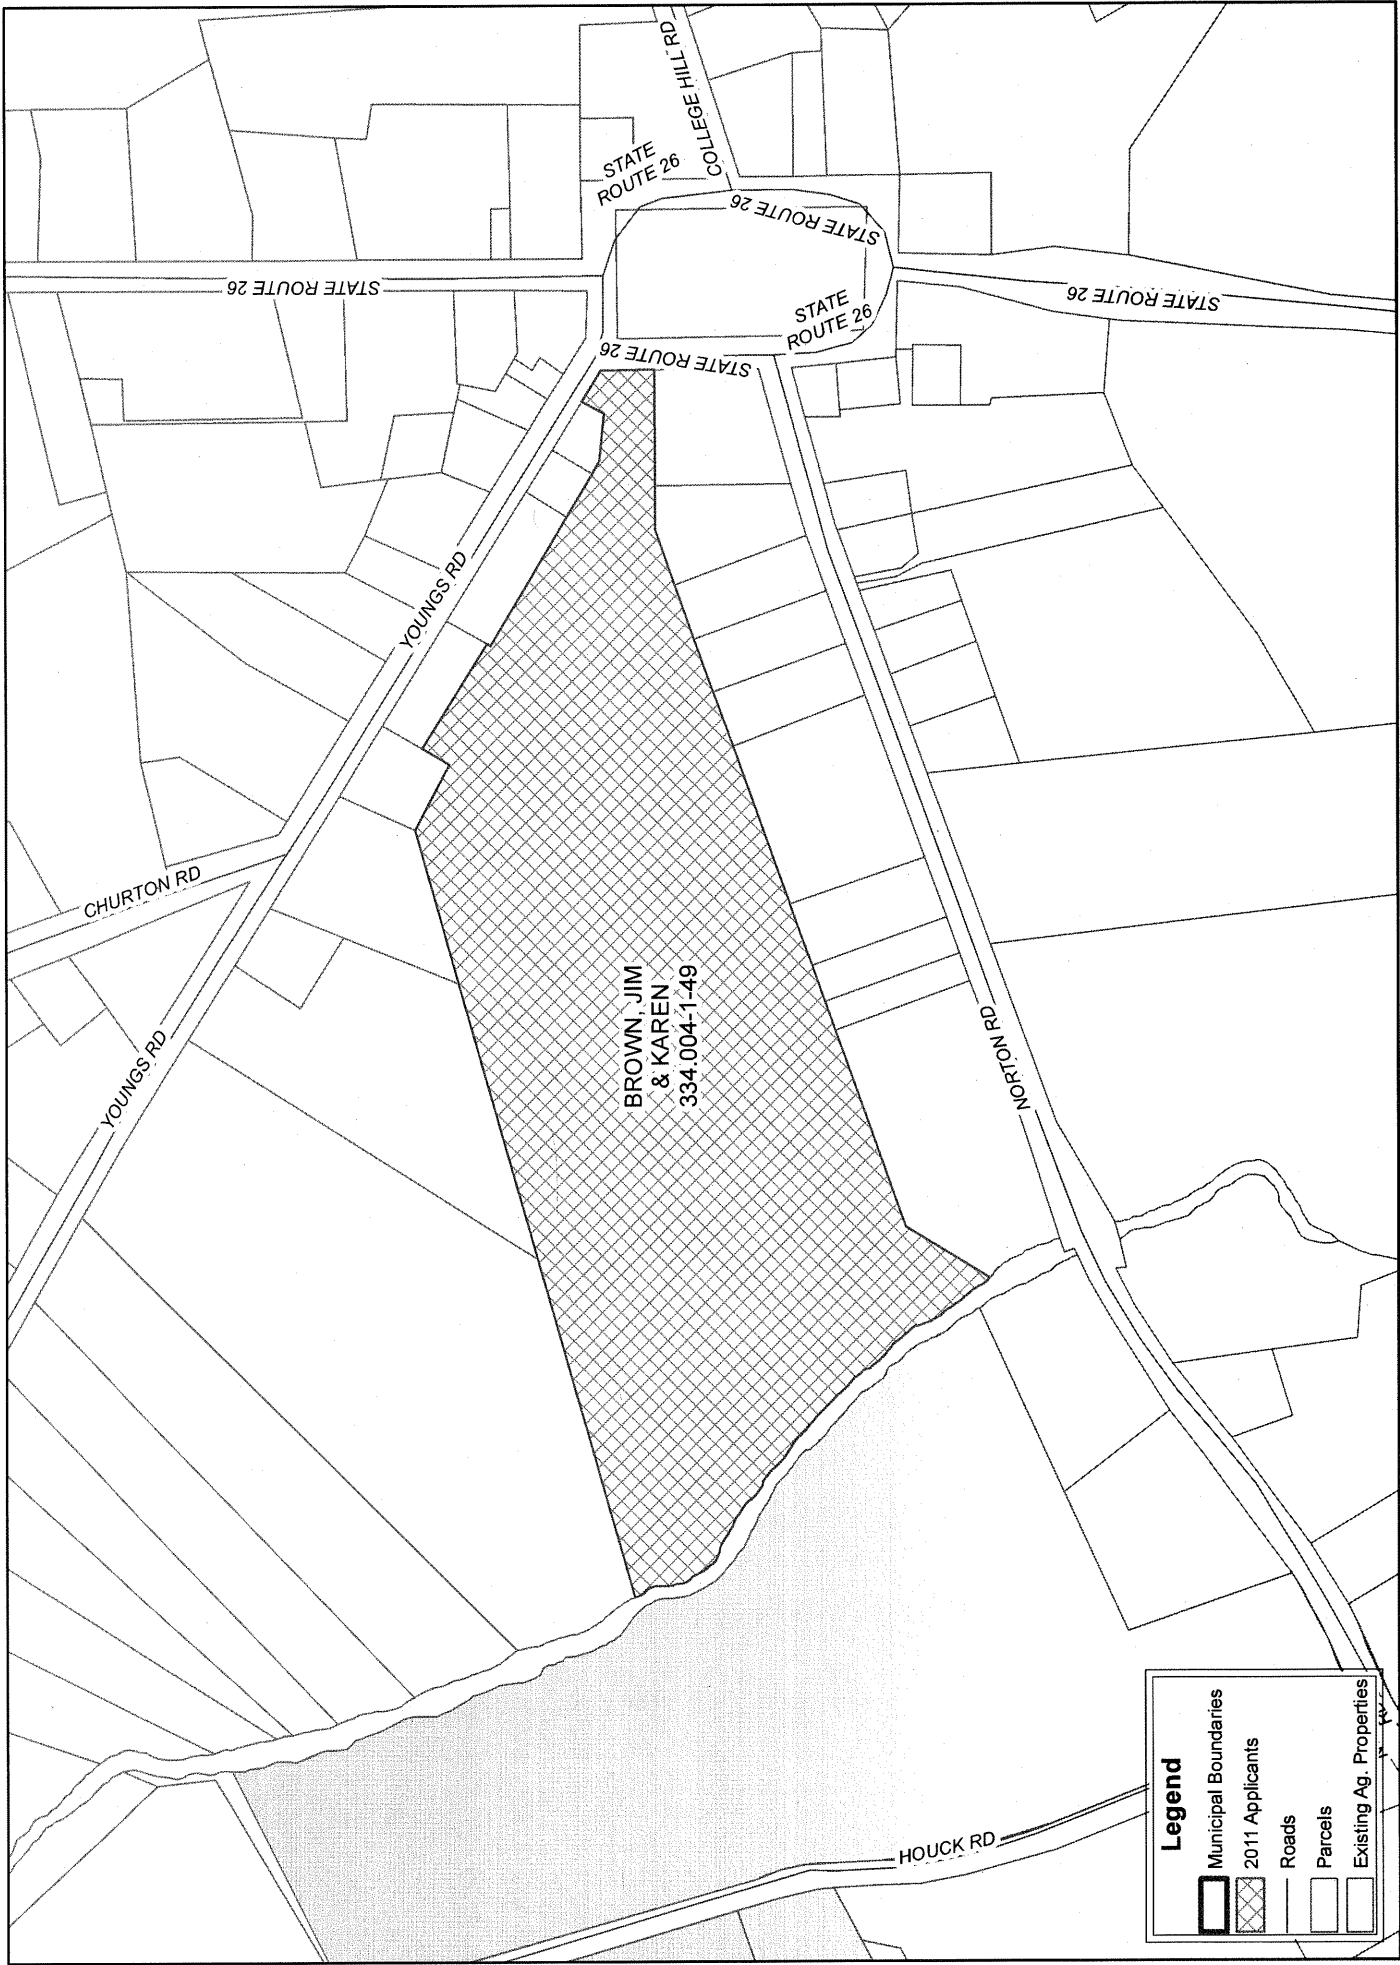 COLLEGE HILL RD
STATE
ROUTE 26
STATE ROUTE 26
STATE ROUTE 26
STATE
ROUTE 26
STATE ROUTE 26
STATE ROUTE 26
YOUNGS RD
CHURTON RD
BROWN, JIM
& KAREN
334.004-1-49
YOUNGS RD
NORTON RD
HOUCK RD
Legend
Municipal Boundaries
2011 Applicants
Roads
Parcels
Existing Ag. Properties